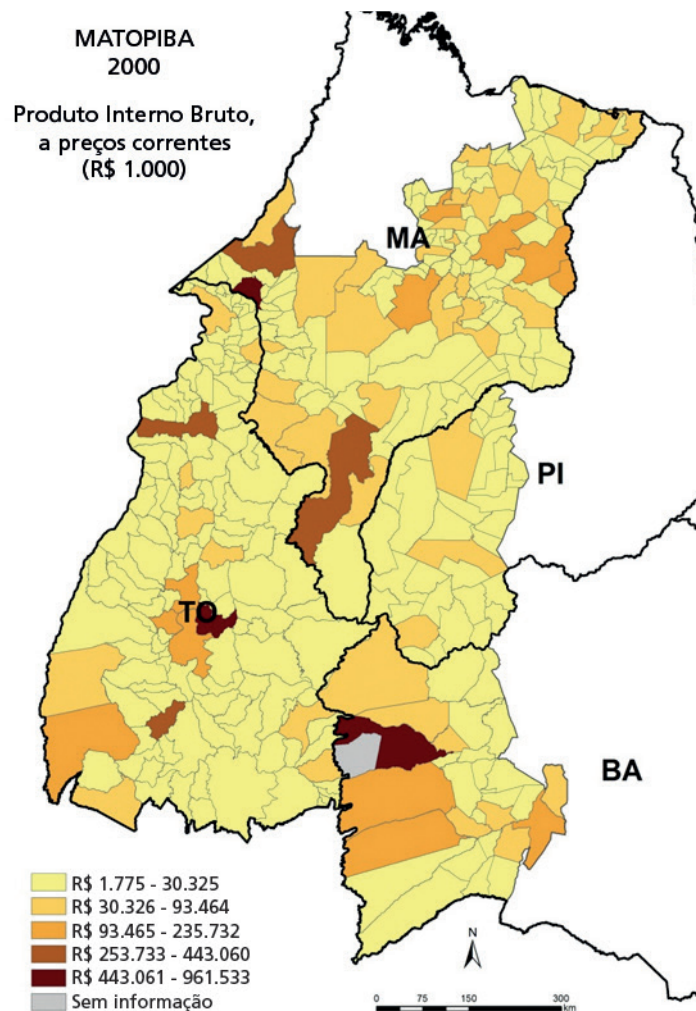 MATOPIBA
2000
Produto Interno Bruto,
a preços correntes
(R$ 1.000)
MA
PI
TO
BA
R$ 1.775 - 30.325
R$ 30.326 - 93.464
R$ 93.465 - 235.732
R$ 253.733 - 443.060
R$ 443.061 - 961.533
Sem informação
N
0 75 150 300
km